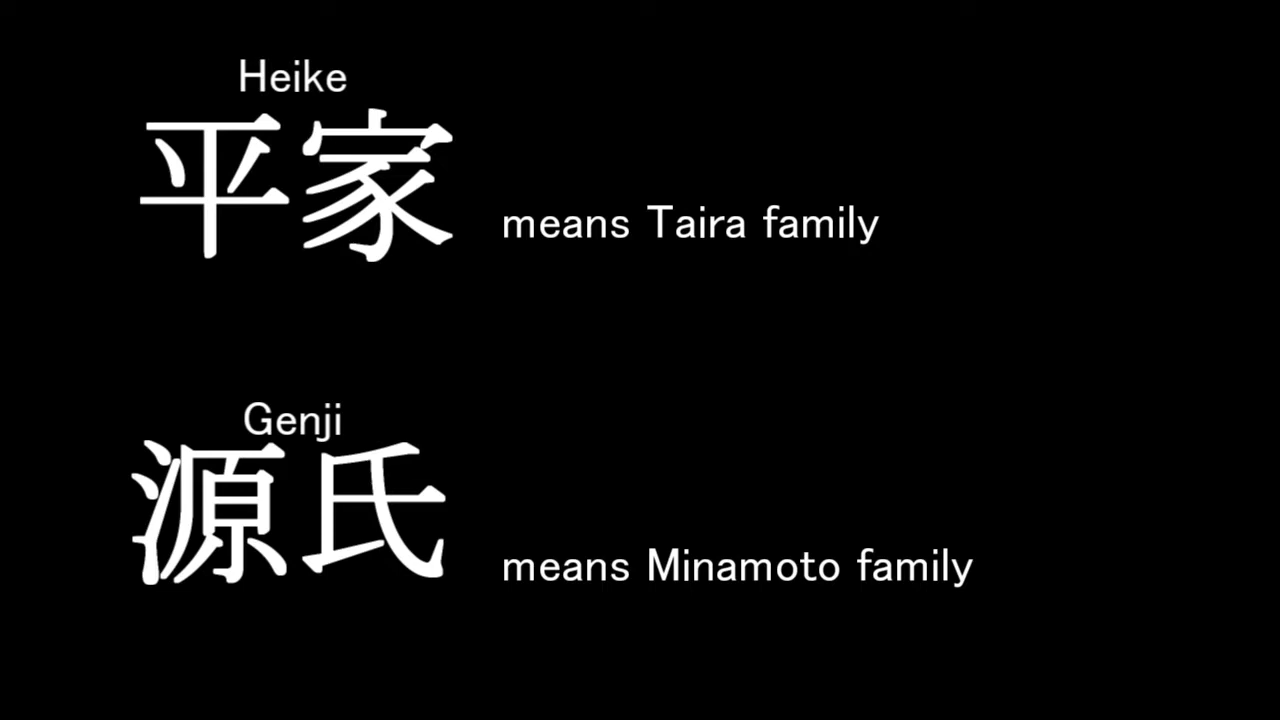 Heike
平家
means Taira family
Genji
源氏
means Minamoto family